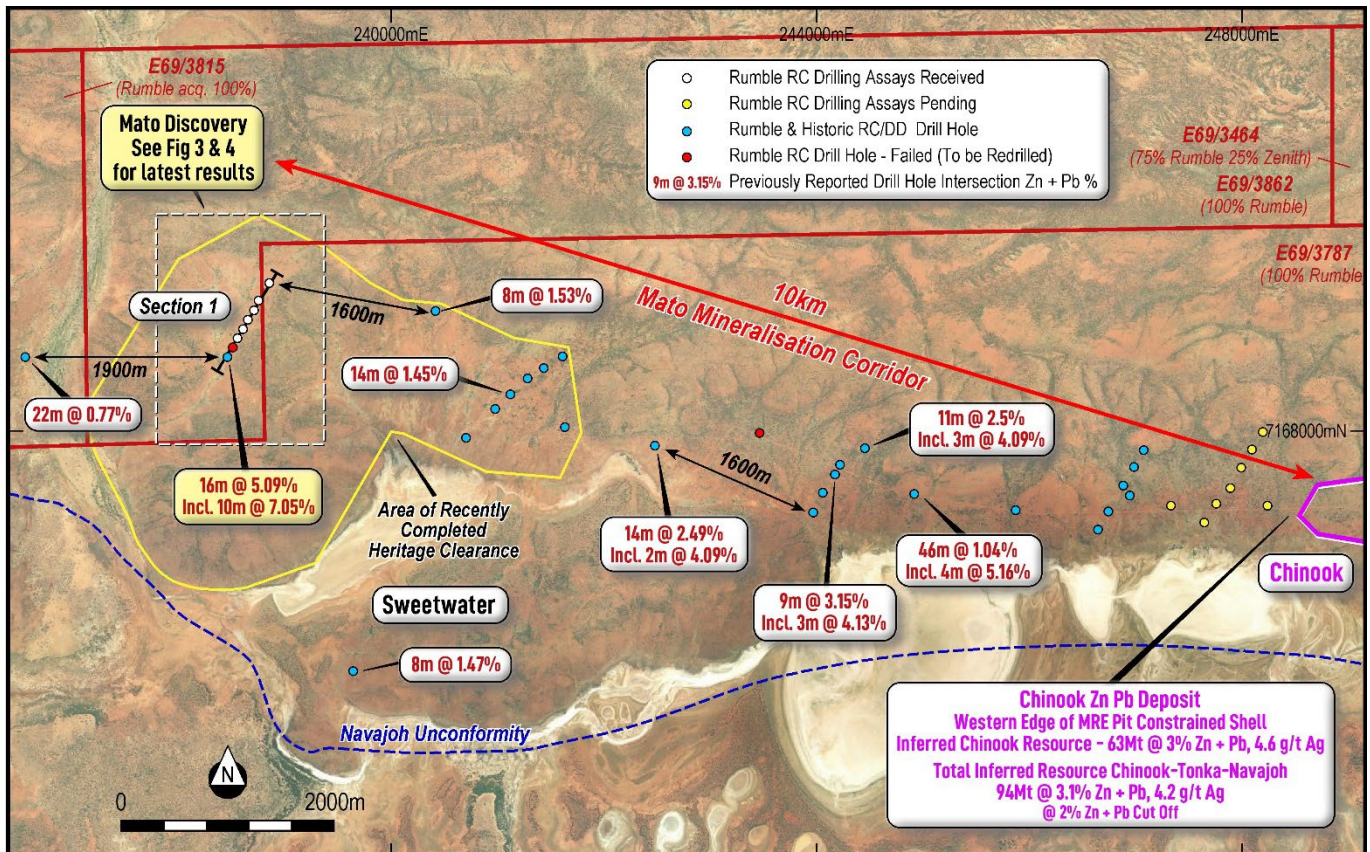 240000mE
244000mE
248000mE
E69/3815
(Rumble acq. 100%)
Mato Discovery
See Fig 3 & 4
for latest results
Rumble RC Drilling Assays Received
Rumble RC Drilling Assays Pending
Rumble & Historic RC/DD Drill Hole
Rumble RC Drill Hole - Failed (To be Redrilled)
9m @ 3.15% Previously Reported Drill Hole Intersection Zn + Pb %
E69/3464
(75% Rumble 25% Zenith)
E69/3862
(100% Rumble)
E69/3787
(100% Rumble
10km
Mato Mineralisation Corridor
Section 1
1600m
8m @ 1.53%
1900m
14m @ 1.45%
22m @ 0.77%
11m @ 2.5%
Incl. 3m @ 4.09%
7168000mN
1600m
16m @ 5.09%
Incl. 10m @ 7.05%
Area of Recently
Completed
Heritage Clearance
14m @ 2.49%
Incl. 2m @ 4.09%
46m @ 1.04%
Incl. 4m @ 5.16%
Chinook
9m @ 3.15%
Incl. 3m @ 4.13%
Sweetwater
8m @ 1.47%
Navajoh Unconformity
Chinook Zn Pb Deposit
Western Edge of MRE Pit Constrained Shell
Inferred Chinook Resource - 63Mt @ 3% Zn + Pb, 4.6 g/t Ag
Total Inferred Resource Chinook-Tonka-Navajoh
94Mt @ 3.1% Zn + Pb, 4.2 g/t Ag
@ 2% Zn + Pb Cut Off
N
0
2000m